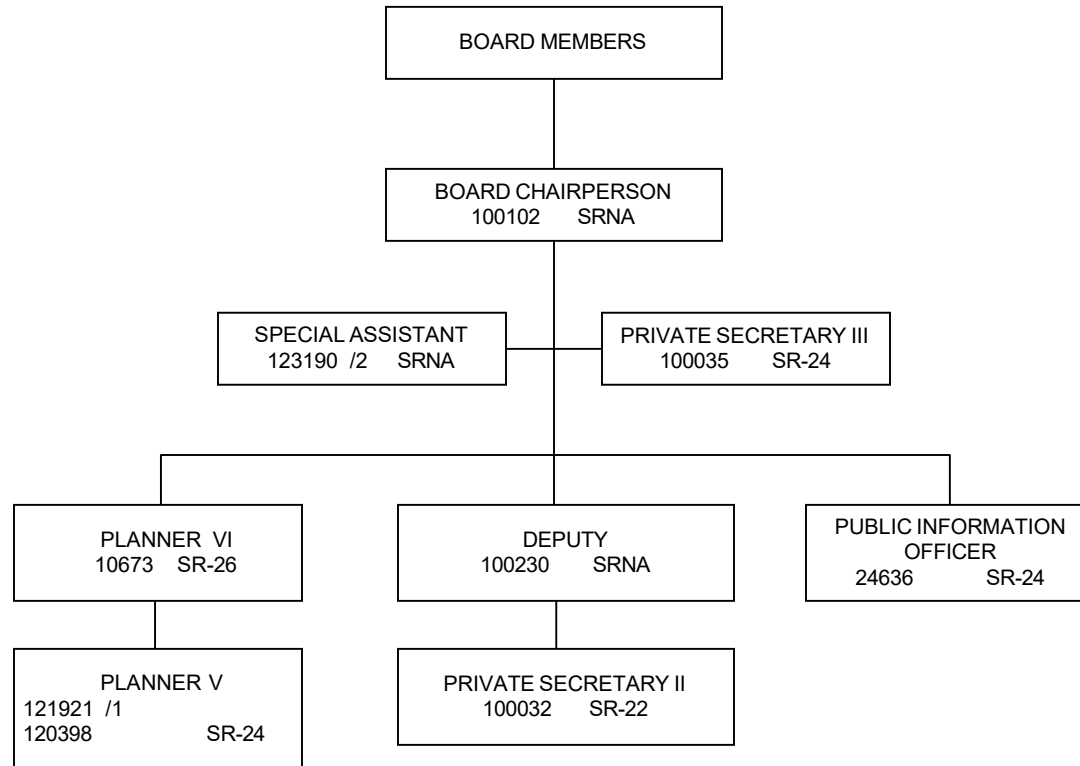 BOARD MEMBERS
BOARD CHAIRPERSON
100102 SRNA
SPECIAL ASSISTANT
123190 /2 SRNA
PRIVATE SECRETARY III
100035 SR-24
PLANNER VI
10673 SR-26
DEPUTY
100230 SRNA
PUBLIC INFORMATION
OFFICER
24636 SR-24
PLANNER V
121921 /1
120398 SR-24
PRIVATE SECRETARY II
100032 SR-22